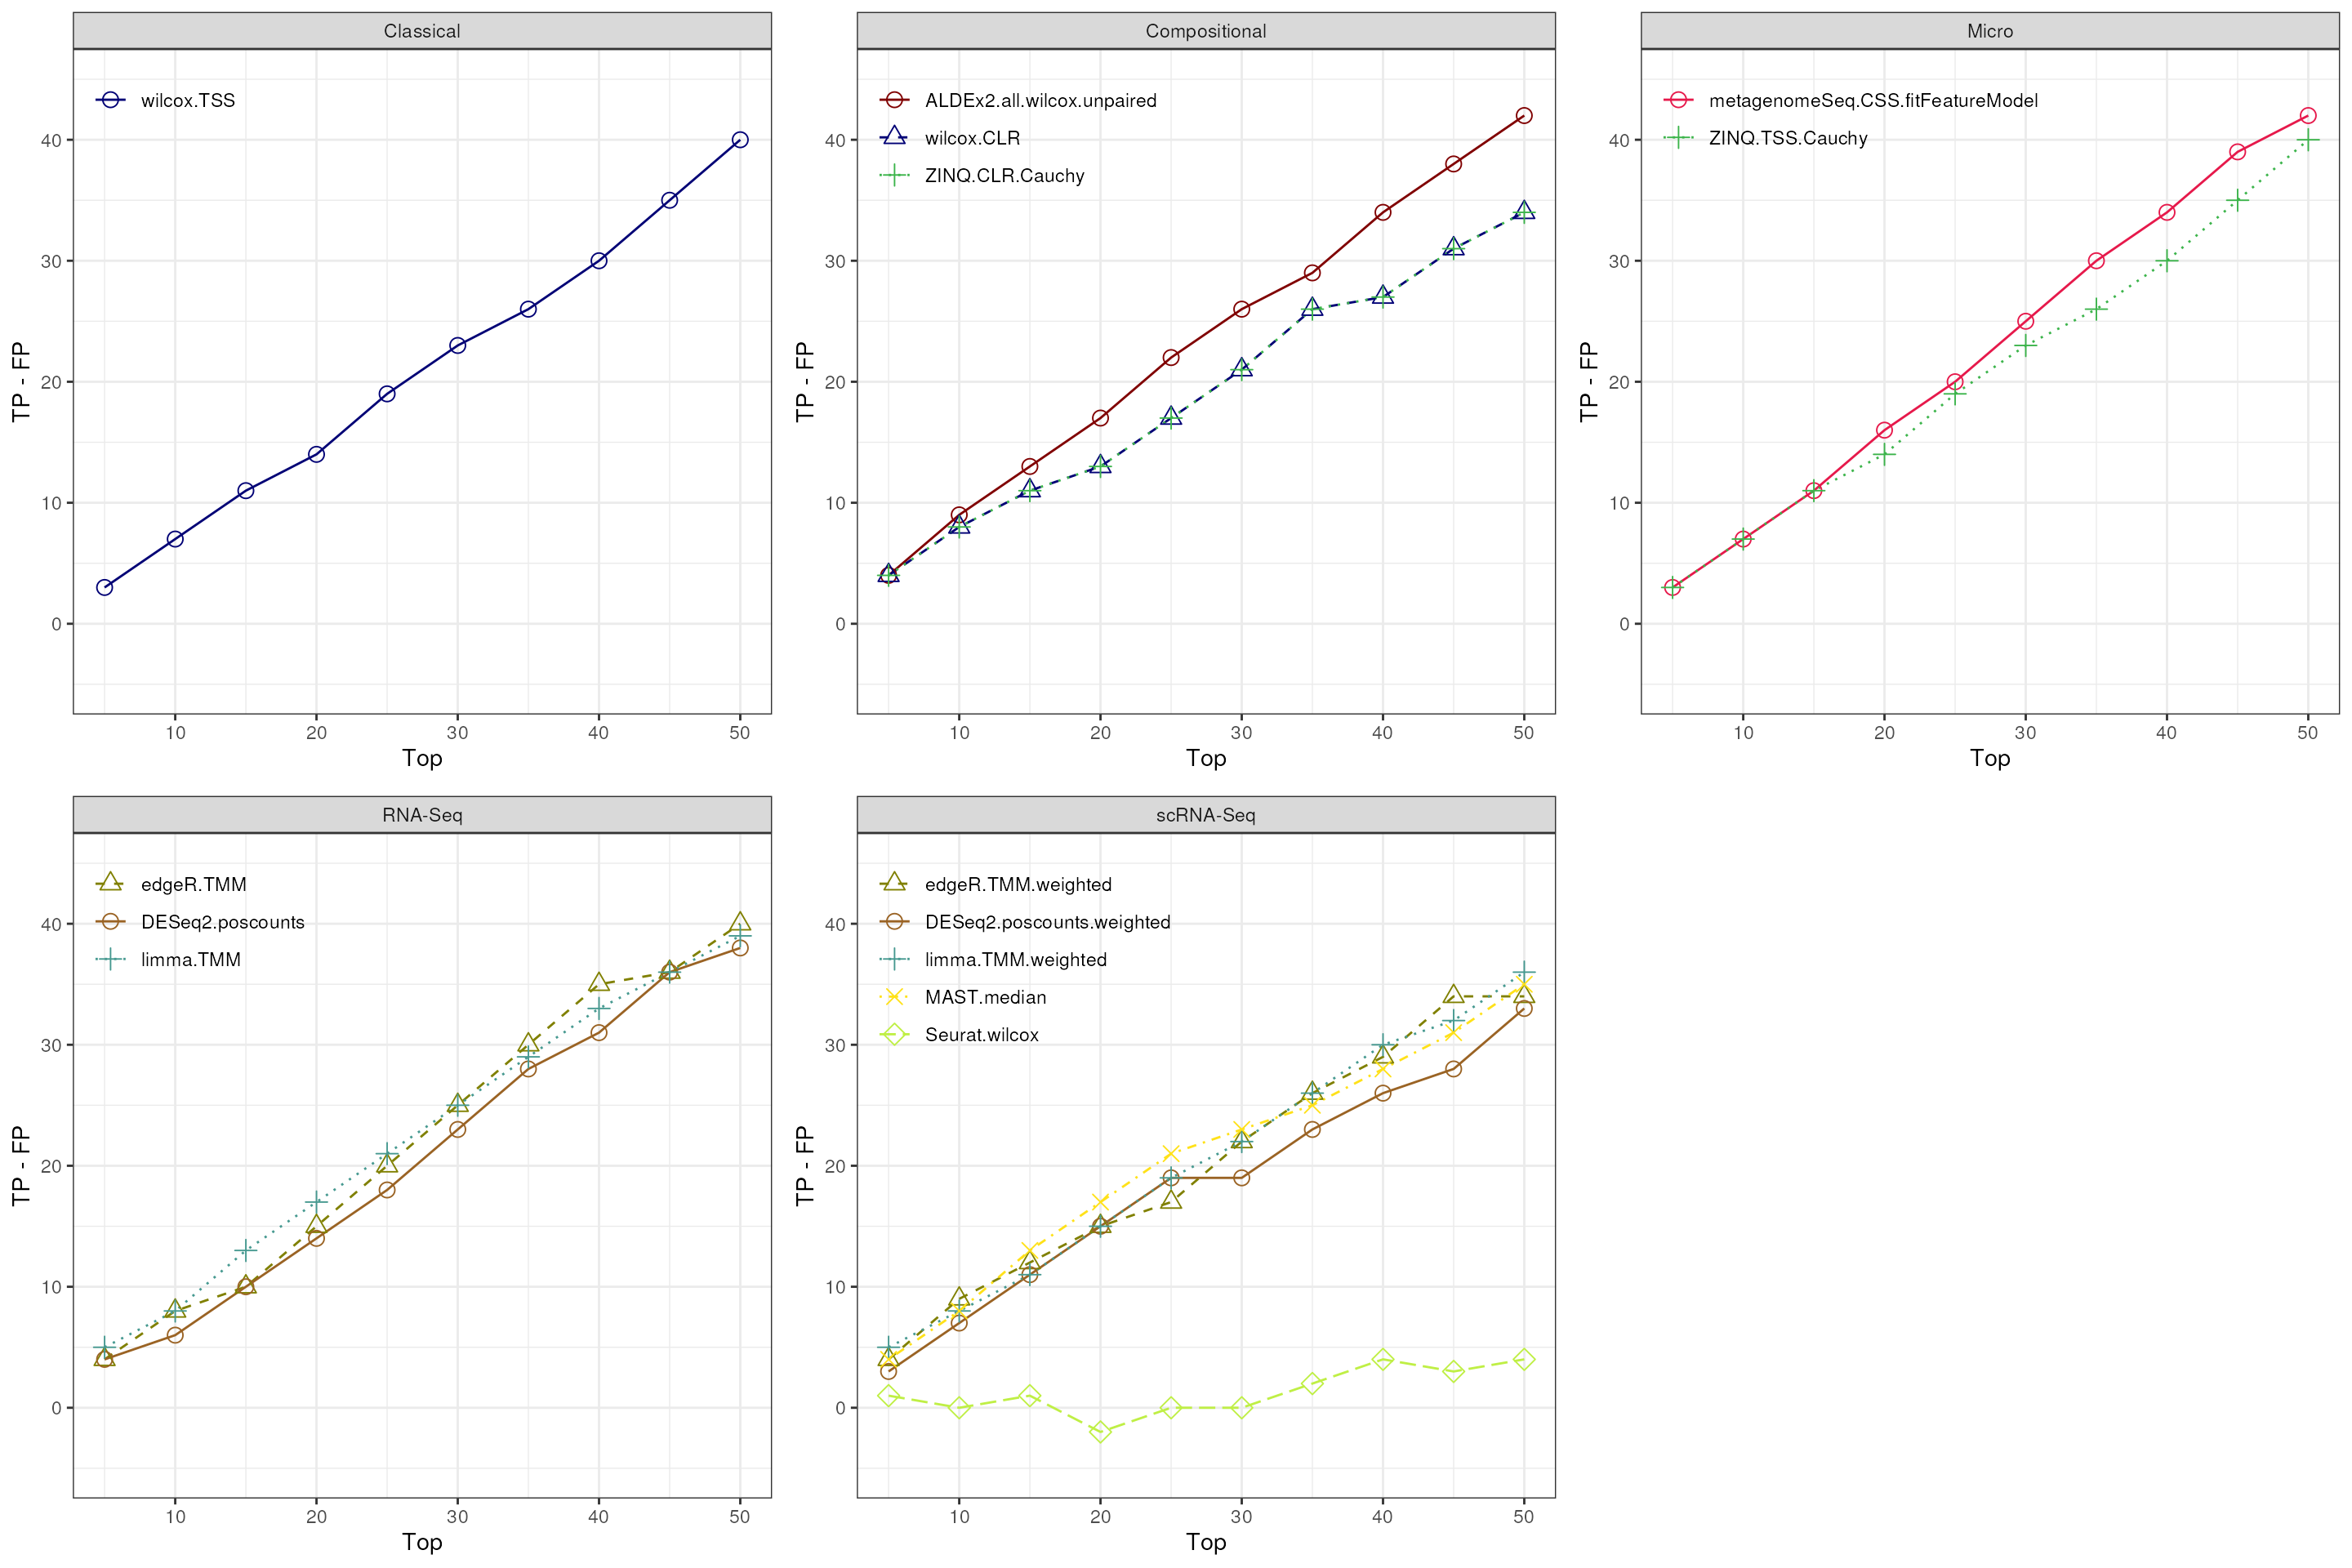 Classical
wilcox.TSS
40
30
20
10
0
TP - FP
10 20 30 40 50
Top
Compositional
ALDEx2.all.wilcox.unpaired
wilcox.CLR
ZINQ.CLR.Cauchy
40
30
20
10
0
TP - FP
10 20 30 40 50
Top
Micro
metagenomeSeq.CSS.fitFeatureModel
ZINQ.TSS.Cauchy
40
30
20
10
0
TP - FP
10 20 30 40 50
Top
RNA-Seq
edgeR.TMM
DESeq2.poscounts
limma.TMM
40
30
20
10
0
TP - FP
10 20 30 40 50
Top
scRNA-Seq
edgeR.TMM.weighted
DESeq2.poscounts.weighted
limma.TMM.weighted
MAST.median
Seurat.wilcox
40
30
20
10
0
TP - FP
10 20 30 40 50
Top